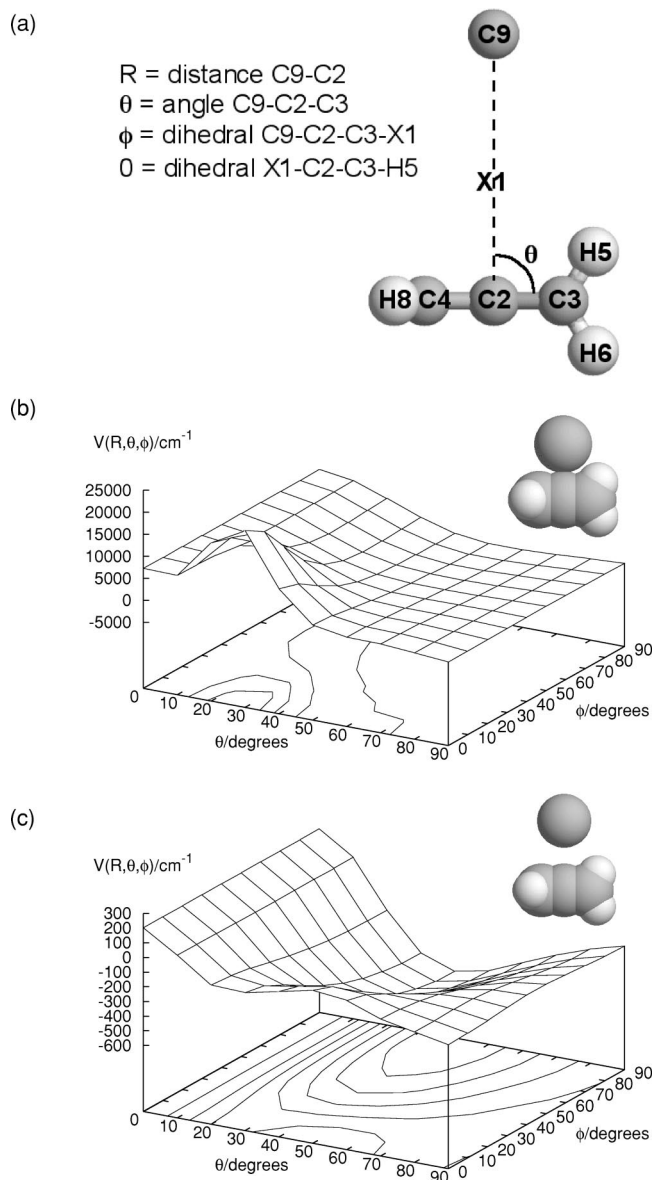 (a)
C9
R = distance C9-C2
θ = angle C9-C2-C3
ϕ = dihedral C9-C2-C3-X1
0 = dihedral X1-C2-C3-H5
X1
θ
H5
H8 C4 C2 C3
H6
(b)
V(R,θ,ϕ)/cm⁻¹
25000
20000
15000
10000
5000
0
-5000
0 10 20 30 40 50 60 70 80 90
θ/degrees
0 10 20 30 40 50 60 70 80 90
ϕ/degrees
(c)
V(R,θ,ϕ)/cm⁻¹
300
200
100
0
-100
-200
-300
-400
-500
-600
0 10 20 30 40 50 60 70 80 90
θ/degrees
0 10 20 30 40 50 60 70 80 90
ϕ/degrees